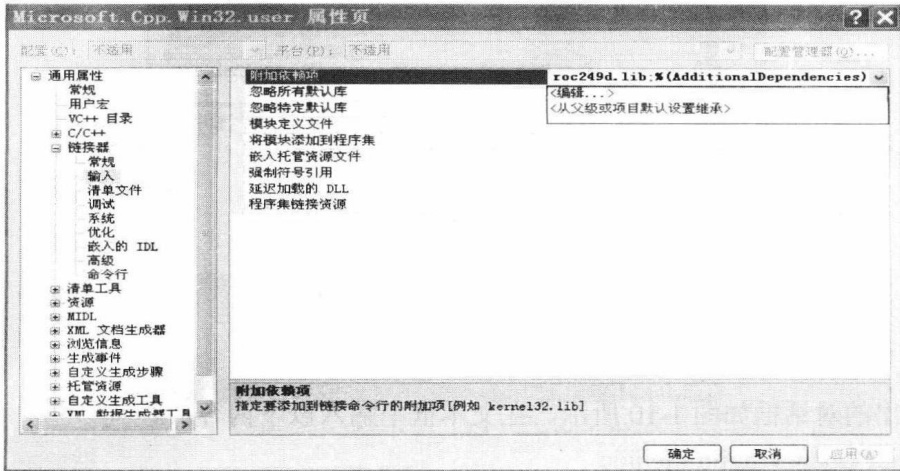 Microsoft.Cpp.Win32.user 属性页
配置(C): 不适用 平台(P): 不适用 配置管理器(O)...
通用属性
常规
用户宏
VC++ 目录
C/C++
链接器
常规
输入
清单文件
调试
系统
优化
嵌入的 IDL
高级
命令行
清单工具
资源
MIDL
XML 文档生成器
浏览信息
生成事件
自定义生成步骤
托管资源
自定义生成工具
XML 数据生成器工具
附加依赖项 roc249d.lib;%(AdditionalDependencies)
忽略所有默认库 <编辑...>
忽略特定默认库 <从父级或项目默认设置继承>
模块定义文件
将模块添加到程序集
嵌入托管资源文件
强制符号引用
延迟加载的 DLL
程序集链接资源
附加依赖项
指定要添加到链接命令行的附加项[例如 kernel32.lib]
确定 取消 应用(A)